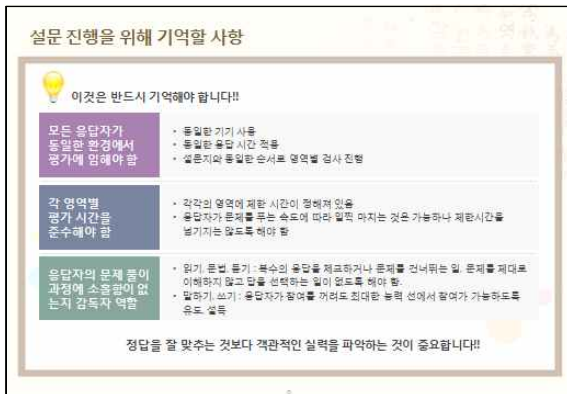 설문 진행을 위해 기억할 사항
이것은 반드시 기억해야 합니다!!
모든 응답자가
동일한 환경에서
평가에 임해야 함
• 동일한 기기 사용
• 동일한 응답 시간 적용
• 설문지와 동일한 순서로 영역별 검사 진행
각 영역별
평가 시간을
준수해야 함
• 각각의 영역에 제한 시간이 정해져 있음
• 응답자가 문제를 푸는 속도에 따라 일찍 마치는 것은 가능하나 제한시간을
넘기지는 않도록 해야 함
응답자의 문제 풀이
과정에 소홀함이 없
는지 감독자 역할
• 읽기, 문법, 듣기 : 복수의 응답을 체크하거나 문제를 건너뛰는 일, 문제를 제대로
이해하지 않고 답을 선택하는 일이 없도록 해야 함.
• 말하기, 쓰기 : 응답자가 참여를 꺼려도 최대한 능력 선에서 참여가 가능하도록
유도, 설득
정답을 잘 맞추는 것보다 객관적인 실력을 파악하는 것이 중요합니다!!